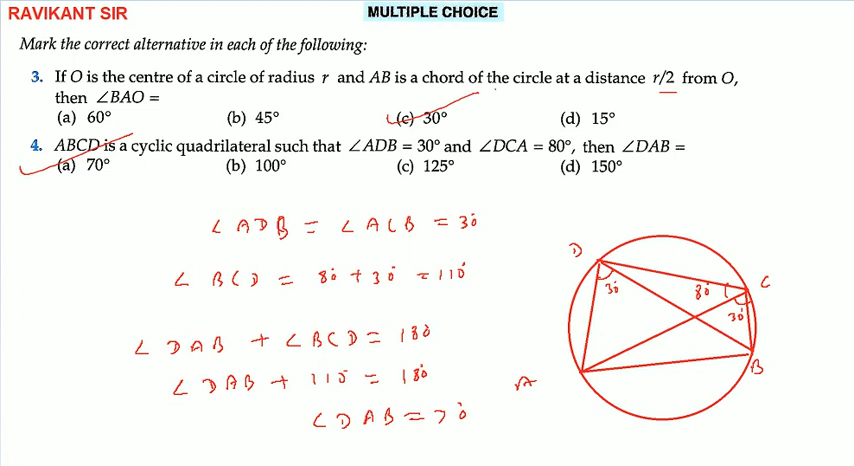 RAVIKANT SIR
MULTIPLE CHOICE
Mark the correct alternative in each of the following:
3. If O is the centre of a circle of radius r and AB is a chord of the circle at a distance r/2 from O,
then ∠BAO =
(a) 60° (b) 45° (c) 30° (d) 15°
4. ABCD is a cyclic quadrilateral such that ∠ADB = 30° and ∠DCA = 80°, then ∠DAB =
(a) 70° (b) 100° (c) 125° (d) 150°
∠ADB = ∠ACB = 30°
∠BCD = 80° + 30° = 110°
∠DAB + ∠BCD = 180
∠DAB + 110 = 180
∠DAB = 70
D
C
30
80
30
B
A